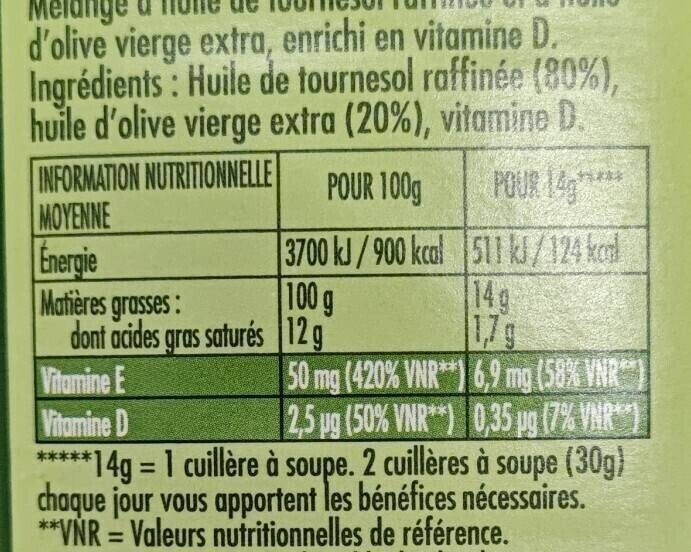 Mélange d'huile de tournesol
d'olive vierge extra, enrichi en vitamine D.
Ingrédients : Huile de tournesol raffinée (80%),
huile d'olive vierge extra (20%), vitamine D.
INFORMATION NUTRITIONNELLE MOYENNE POUR 100g POUR 14g*****
Énergie 3700 kJ / 900 kcal 511 kJ / 124 kcal
Matières grasses : 100 g 14 g
dont acides gras saturés 12 g 1,7 g
Vitamine E 50 mg (420% VNR**) 6,9 mg (58% VNR**)
Vitamine D 2,5 µg (50% VNR**) 0,35 µg (7% VNR**)
*****14g = 1 cuillère à soupe. 2 cuillères à soupe (30g)
chaque jour vous apportent les bénéfices nécessaires.
**VNR = Valeurs nutritionnelles de référence.